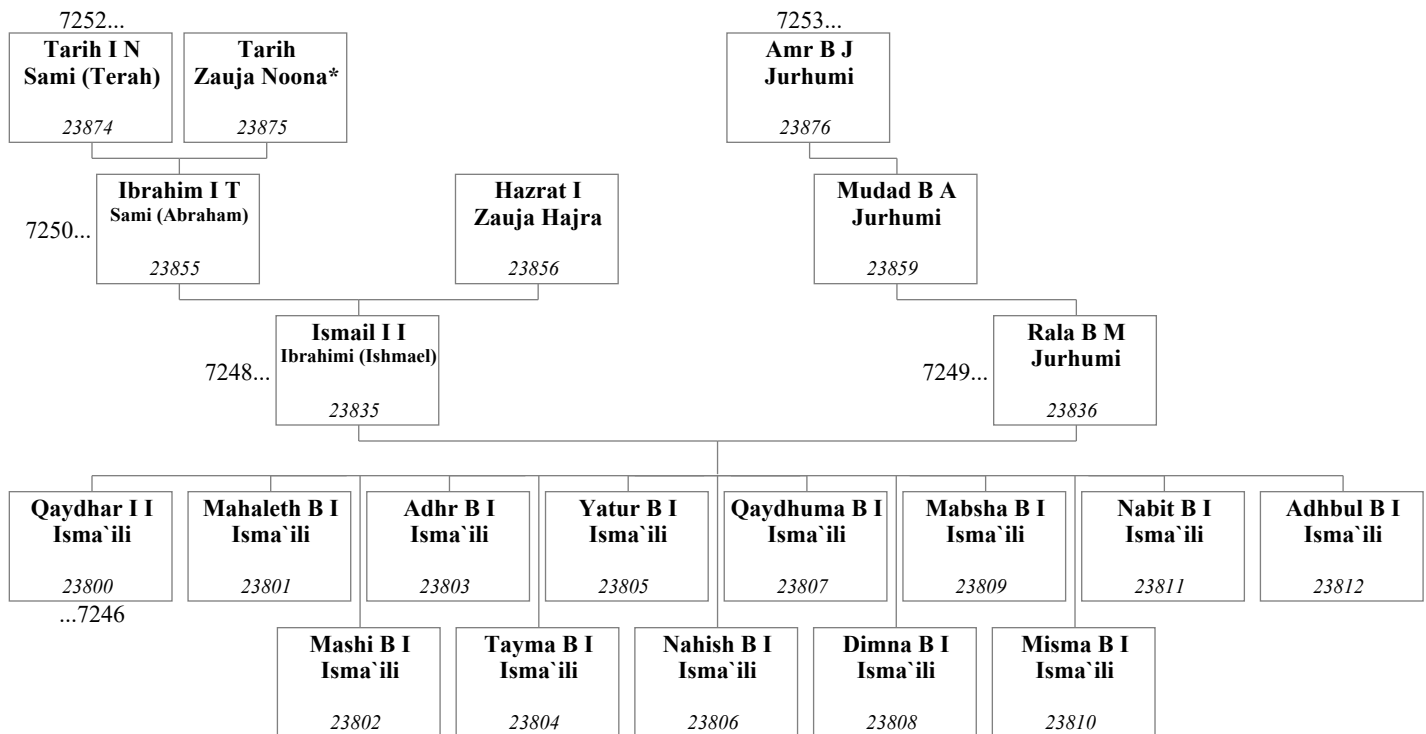 7252...
Tarih I N
Sami (Terah)
23874
Tarih
Zauja Noona*
23875
7253...
Amr B J
Jurhumi
23876
7250...
Ibrahim I T
Sami (Abraham)
23855
Hazrat I
Zauja Hajra
23856
Mudad B A
Jurhumi
23859
7248...
Ismail I I
Ibrahimi (Ishmael)
23835
7249...
Rala B M
Jurhumi
23836
Qaydhar I I
Isma`ili
23800
...7246
Mahaleth B I
Isma`ili
23801
Adhr B I
Isma`ili
23803
Yatur B I
Isma`ili
23805
Qaydhuma B I
Isma`ili
23807
Mabsha B I
Isma`ili
23809
Nabit B I
Isma`ili
23811
Adhbul B I
Isma`ili
23812
Mashi B I
Isma`ili
23802
Tayma B I
Isma`ili
23804
Nahish B I
Isma`ili
23806
Dimna B I
Isma`ili
23808
Misma B I
Isma`ili
23810